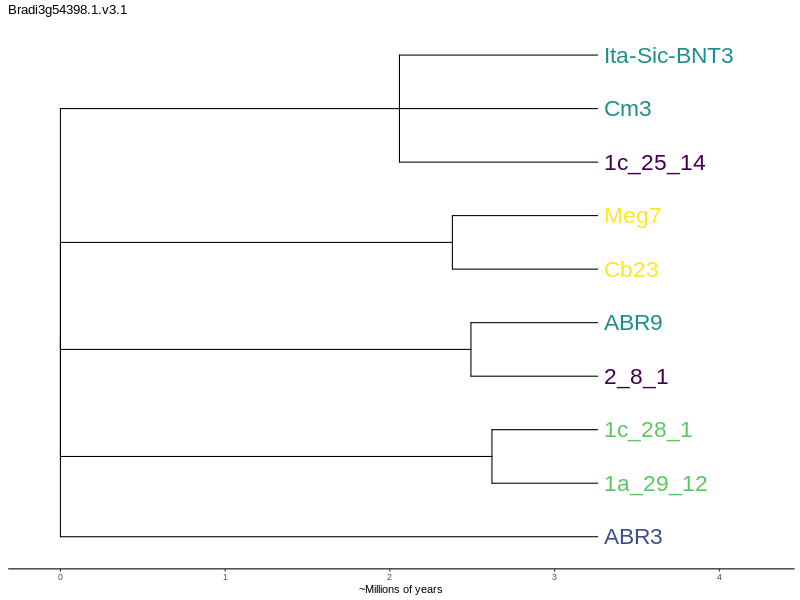 Bradi3g54398.1.v3.1
Ita-Sic-BNT3
Cm3
1c_25_14
Meg7
Cb23
ABR9
2_8_1
1c_28_1
1a_29_12
ABR3
0 1 2 3 4
~Millions of years